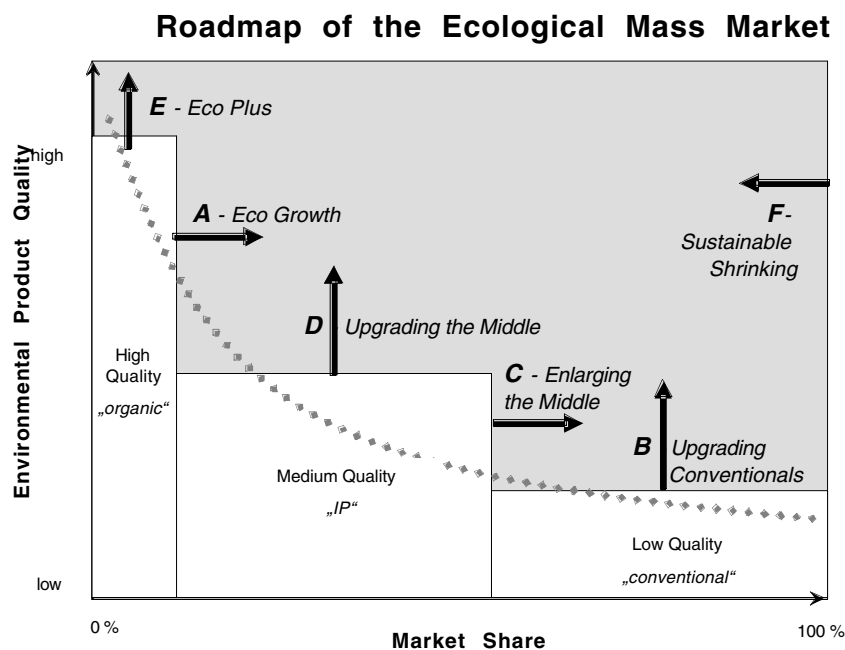 Roadmap of the Ecological Mass Market
E - Eco Plus
high
A - Eco Growth
F-
Sustainable
Shrinking
D - Upgrading the Middle
High
Quality
„organic“
C - Enlarging
the Middle
B Upgrading
Conventionals
Medium Quality
„IP“
Low Quality
„conventional“
low
0 %
100 %
Market Share
Environmental Product Quality